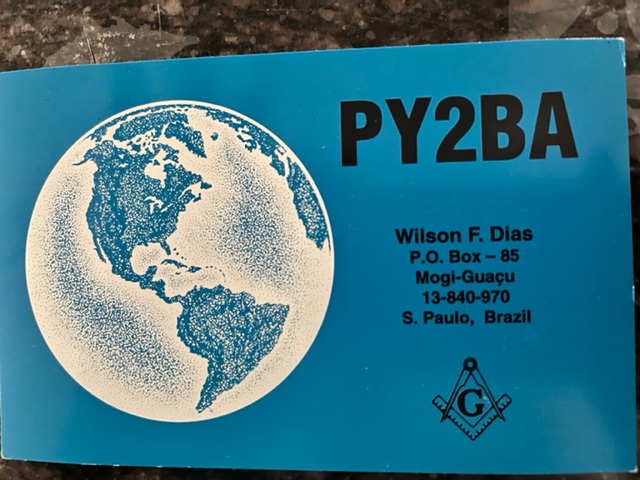 PY2BA
Wilson F. Dias
P.O. Box – 85
Mogi-Guaçu
13-840-970
S. Paulo, Brazil
G